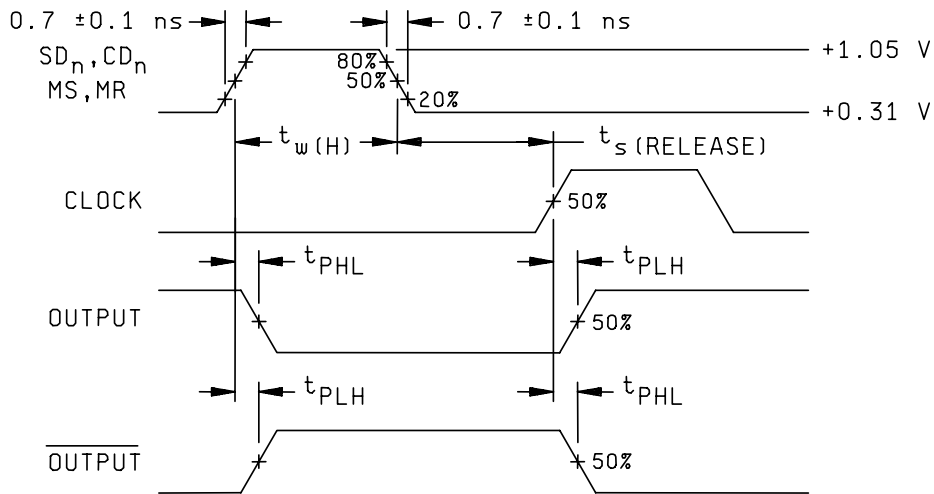 0.7 ±0.1 ns
0.7 ±0.1 ns
SDn,CDn
MS,MR
80%
50%
20%
+1.05 V
+0.31 V
tw(H)
ts(RELEASE)
CLOCK
50%
tPHL
tPLH
OUTPUT
50%
tPLH
tPHL
OUTPUT
50%